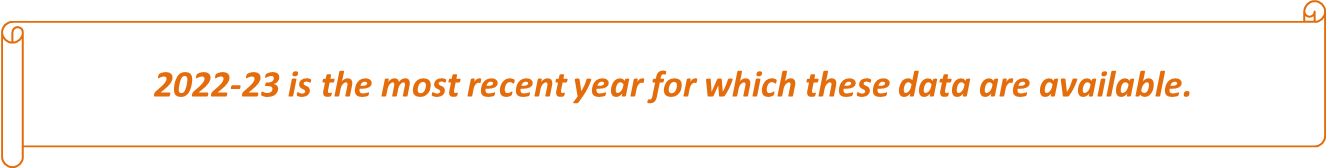 2022-23 is the most recent year for which these data are available.